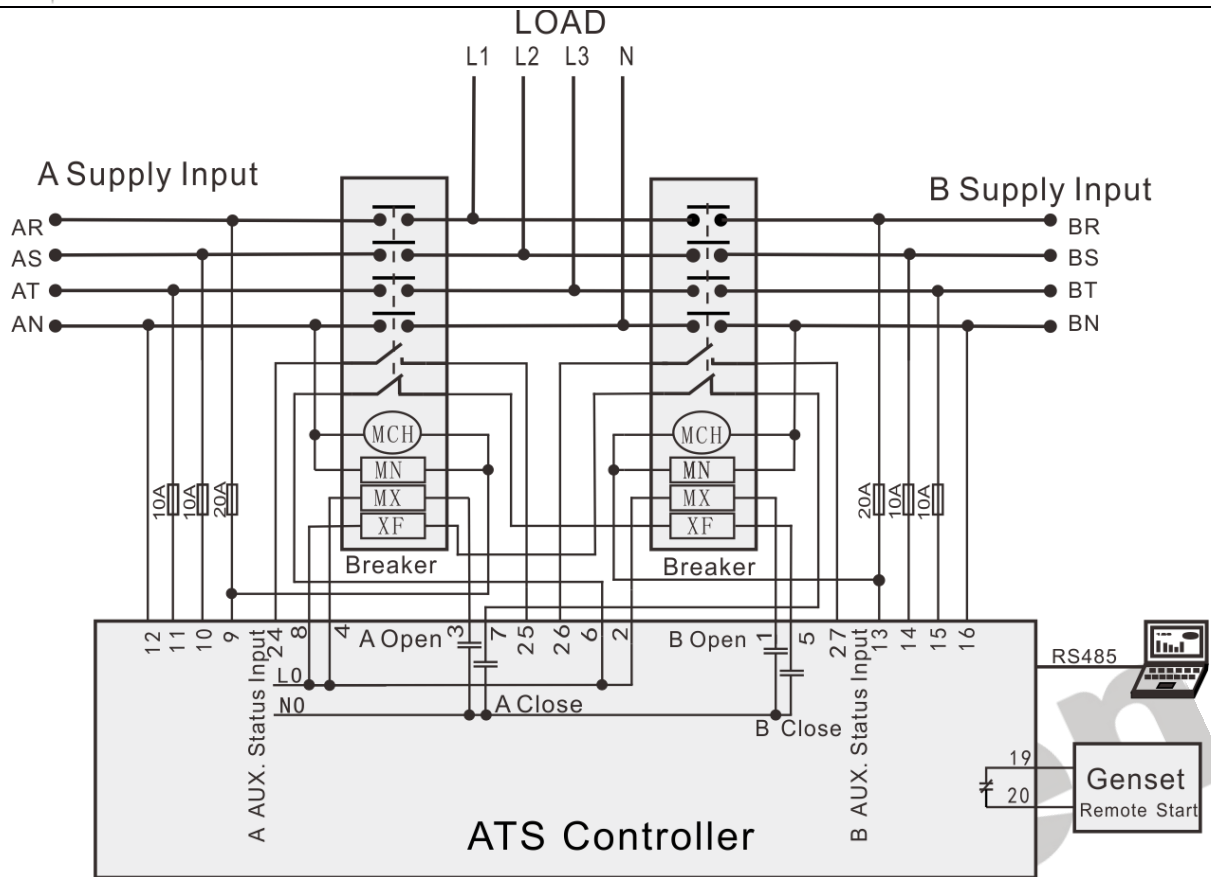 LOAD
L1 L2 L3 N
A Supply Input
B Supply Input
AR
BR
AS
BS
AT
BT
AN
BN
MCH
MCH
MN
MN
MX
MX
XF
XF
10A
10A
20A
20A
10A
10A
Breaker
Breaker
12
11
10
9
A AUX. Status Input
24
8
4
A Open
3
7
25
26
6
2
B Open
1
5
27
B AUX. Status Input
13
14
15
16
L0
N0
A Close
B Close
RS485
19
20
Genset
Remote Start
ATS Controller
en